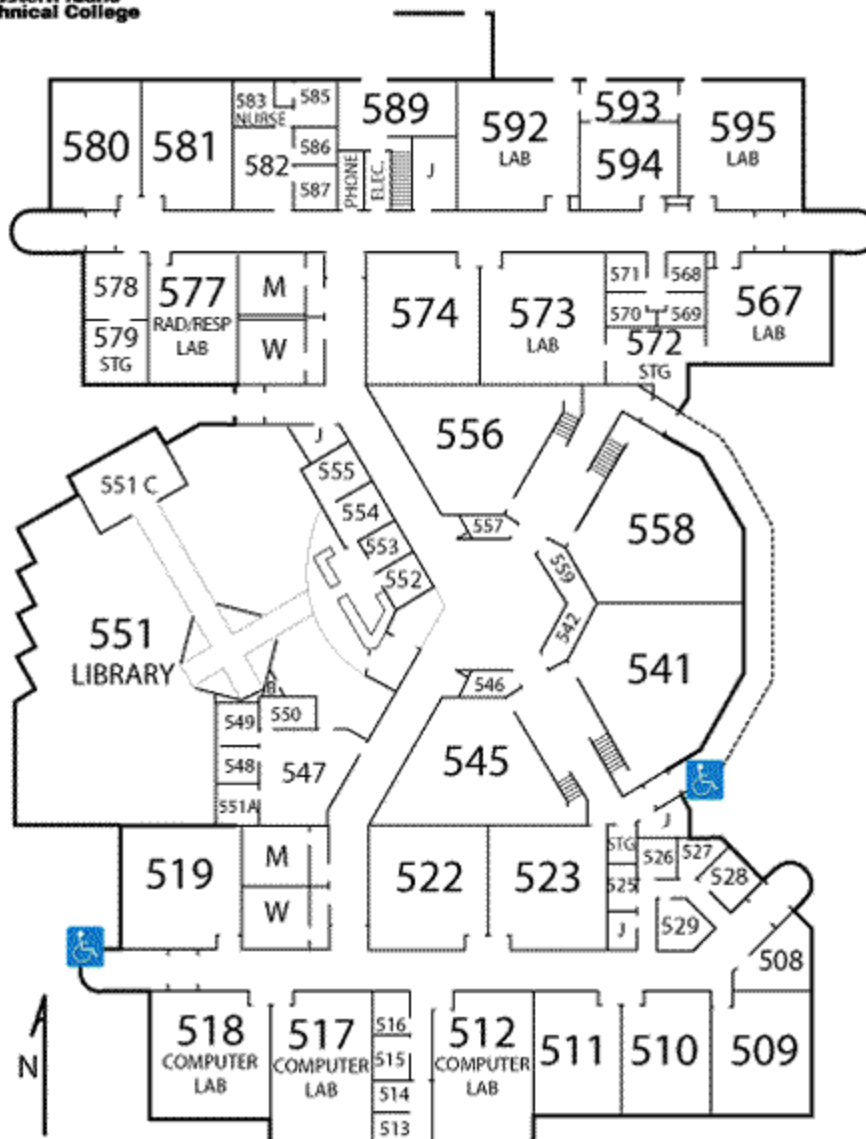 hnical College
580
581
583
NURSE
585
582
586
587
589
PHONE
ELEC.
J
592
LAB
593
594
595
LAB
578
579
STG
577
RAD/RESP
LAB
M
W
574
573
LAB
571
568
570
569
572
STG
567
LAB
556
557
558
559
551 C
J
555
554
553
552
551
LIBRARY
542
541
546
545
549
550
548
547
551A
519
M
W
522
523
STG
525
J
J
526
527
528
529
508
518
COMPUTER
LAB
517
COMPUTER
LAB
516
515
514
513
512
COMPUTER
LAB
511
510
509
N